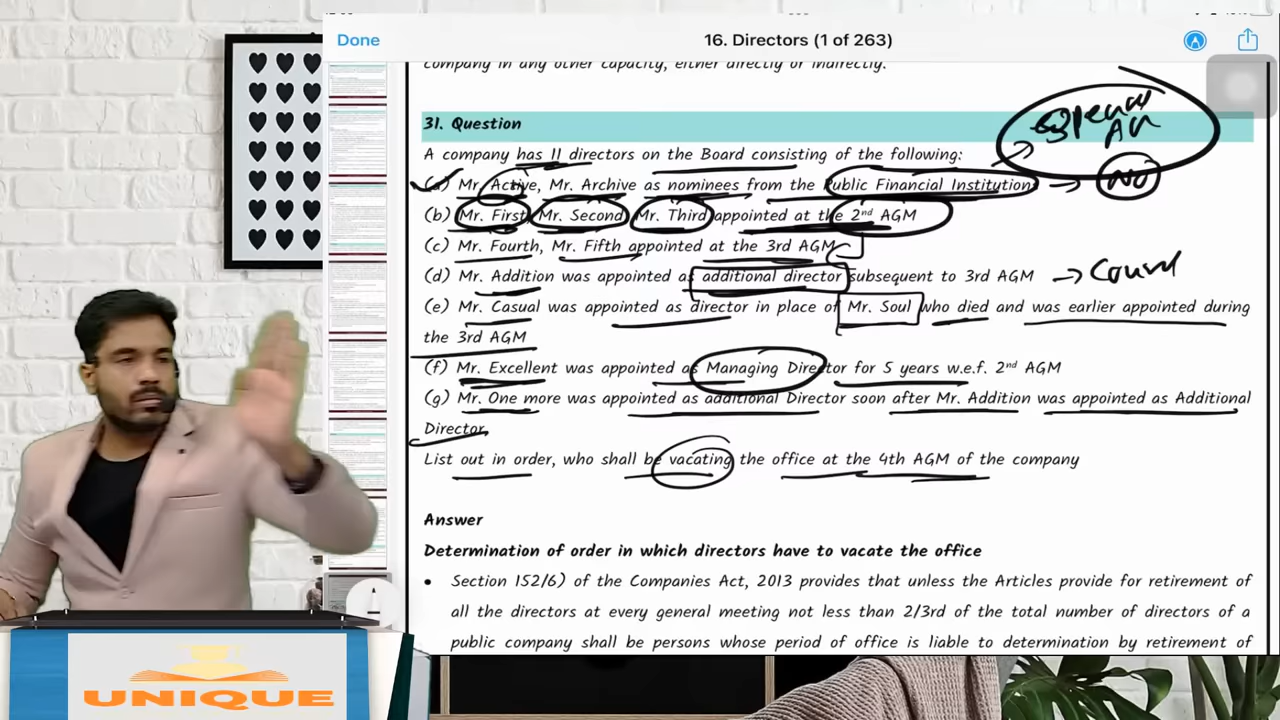 Done
16. Directors (1 of 263)
company in any other capacity, either direct or indirectly.
31. Question
A company has 11 directors on the Board consisting of the following:
Mr. Active, Mr. Archive as nominees Public Financial Institution
No
(b) Mr. First, Mr. Second, Mr. Third appointed at the 2nd AGM
(c) Mr. Fourth, Mr. Fifth appointed at the 3rd AGM
(d) Mr. Addition was appointed as additional director subsequent to 3rd AGM
(e) Mr. Casual was appointed as director in place of Mr. Soul who died and was earlier appointed during
the 3rd AGM
(f) Mr. Excellent was appointed as Managing Director for 5 years w.e.f. 2nd AGM
(g) Mr. One more was appointed as additional Director soon after Mr. Addition was appointed as Additional
Director.
List out in order, who shall be vacating the office at the 4th AGM of the company
Answer
Determination of order in which directors have to vacate the office
• Section 152/6) of the Companies Act, 2013 provides that unless the Articles provide for retirement of
all the directors at every general meeting not less than 2/3rd of the total number of directors of a
public company shall be persons whose period of office is liable to determination by retirement of
UNIQUE